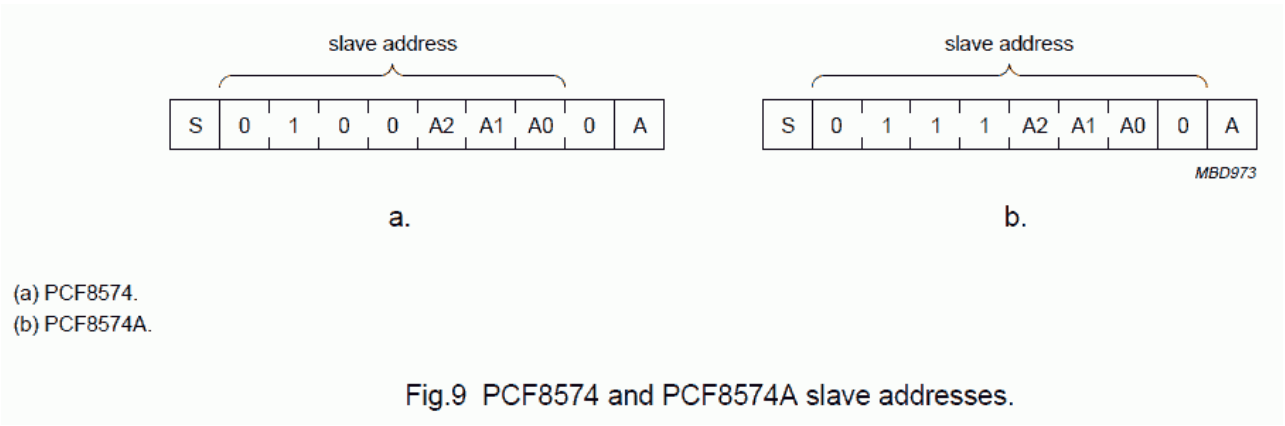 slave address
S 0 1 0 0 A2 A1 A0 0 A
a.
slave address
S 0 1 1 1 A2 A1 A0 0 A
MBD973
b.
(a) PCF8574.
(b) PCF8574A.
Fig.9 PCF8574 and PCF8574A slave addresses.